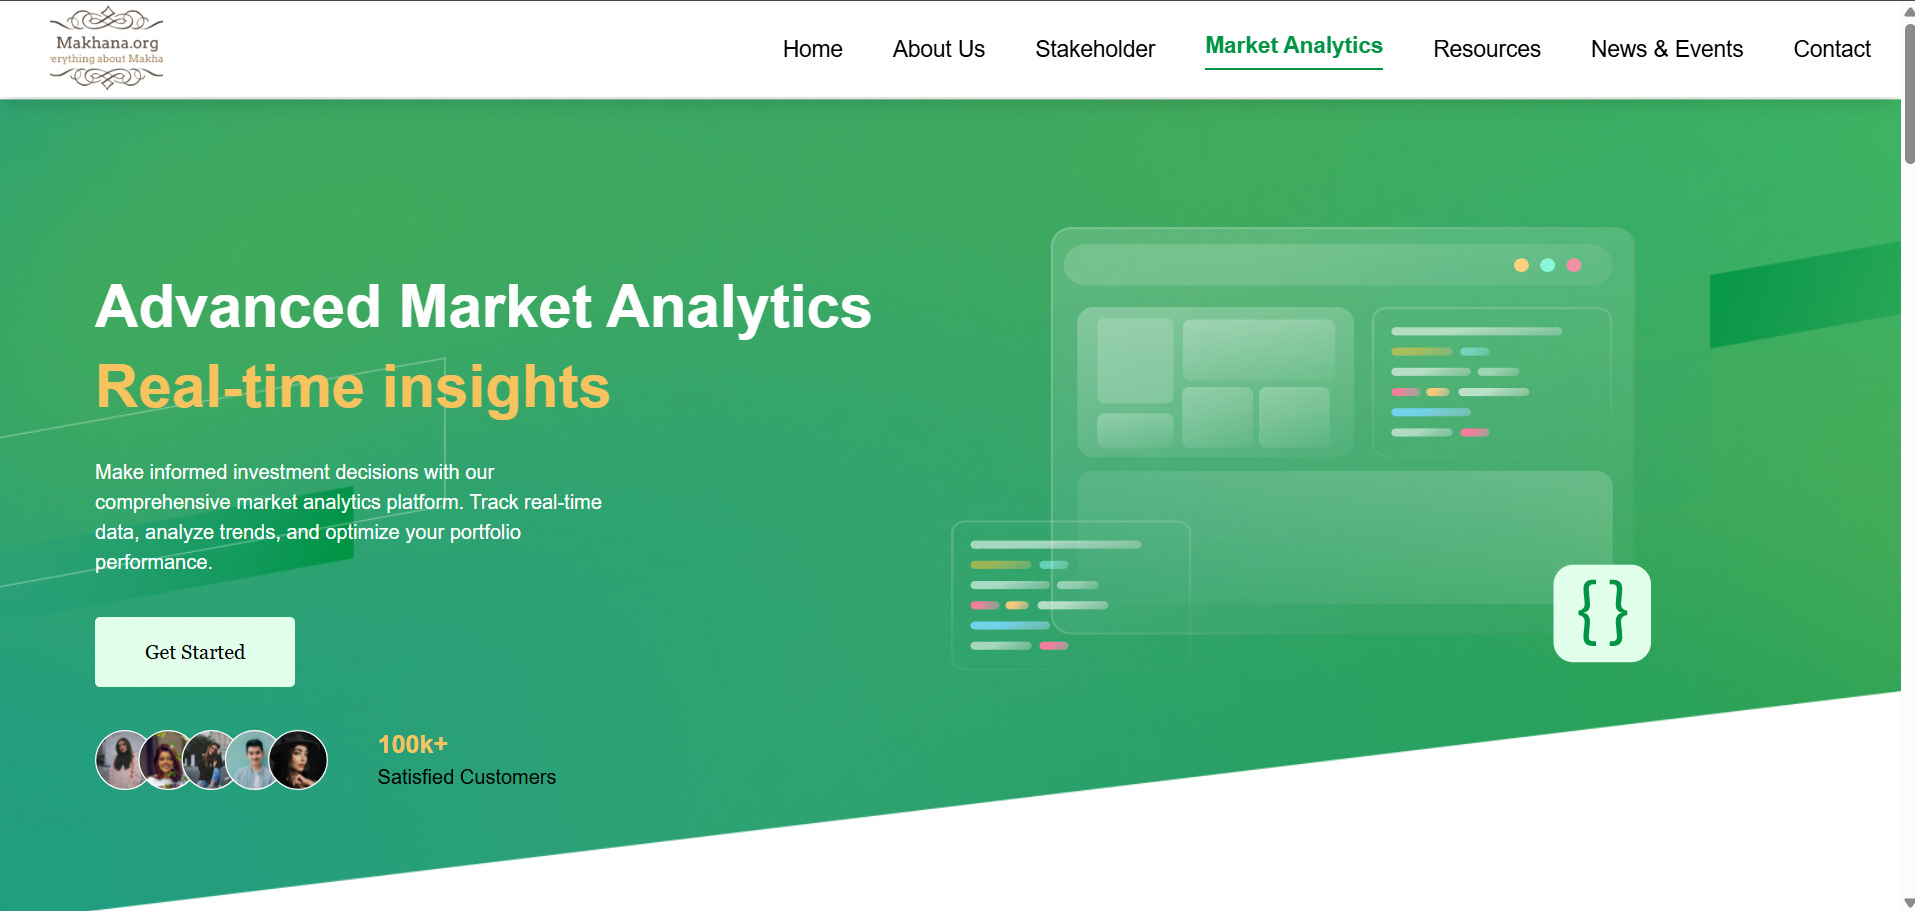 Makhana.org
erything about Makha
Home
About Us
Stakeholder
Market Analytics
Resources
News & Events
Contact
Advanced Market Analytics
Real-time insights
Make informed investment decisions with our
comprehensive market analytics platform. Track real-time
data, analyze trends, and optimize your portfolio
performance.
{ }
Get Started
100k+
Satisfied Customers